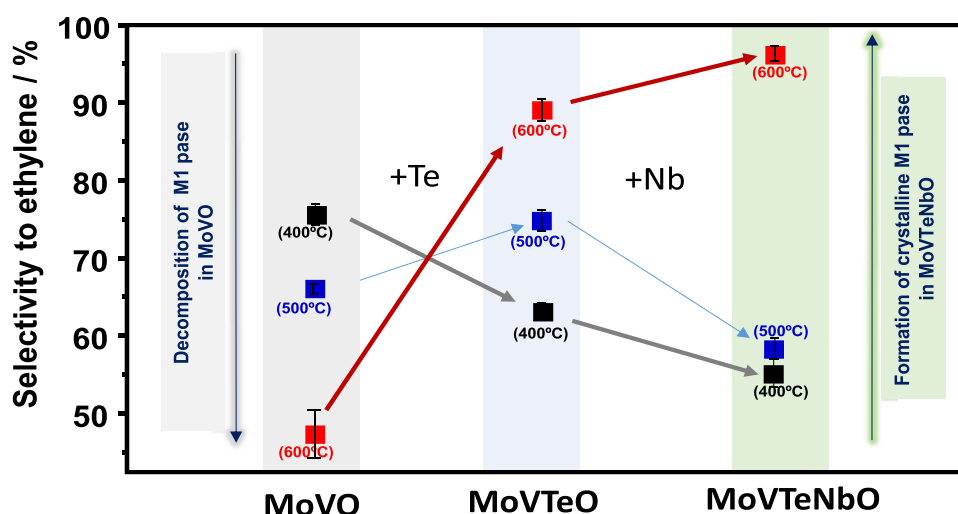 Selectivity to ethylene / %
100
90
80
70
60
50
Decomposition of M1 pase
in MoVO
(400ºC)
(500ºC)
(600ºC)
+Te
(600ºC)
(500ºC)
(400ºC)
+Nb
(600ºC)
(500ºC)
(400ºC)
Formation of crystalline M1 pase
in MoVTeNbO
MoVO
MoVTeO
MoVTeNbO